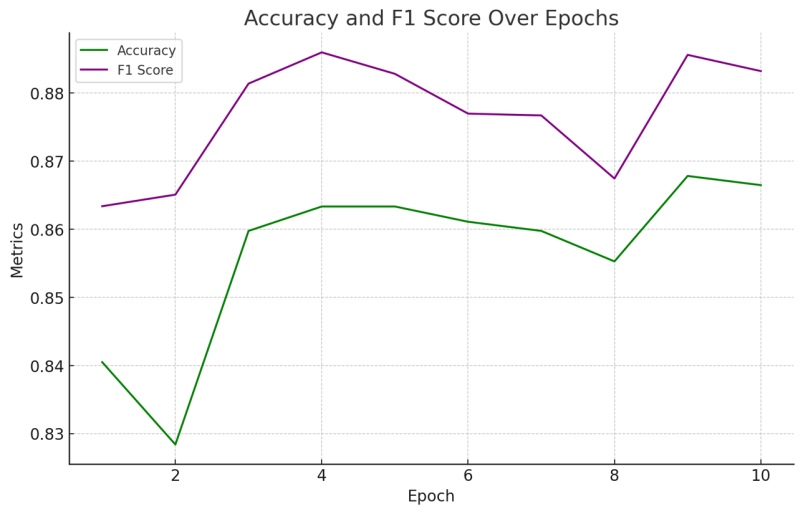 Accuracy and F1 Score Over Epochs
Accuracy
F1 Score
Metrics
0.88
0.87
0.86
0.85
0.84
0.83
2 4 6 8 10
Epoch